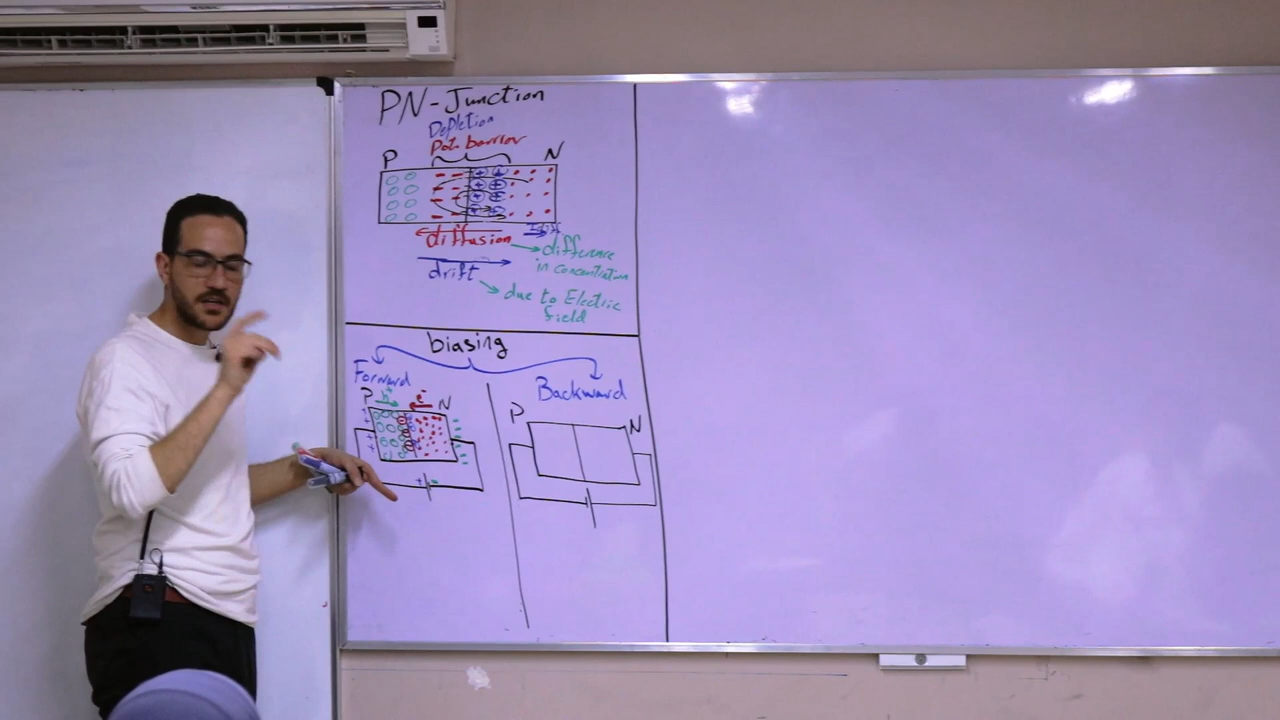 PN-Junction
Depletion
Pot. barrier
P N
diffusion
difference
in concentration
drift
due to Electric
field
biasing
Forward
Backward
P h+ e- N
P N